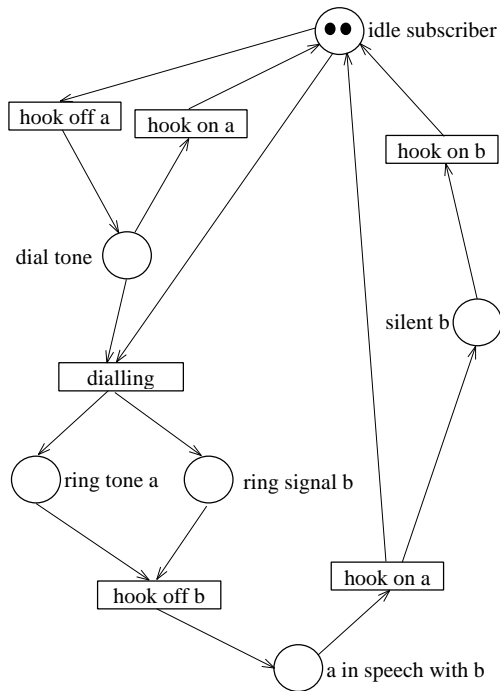 idle subscriber
hook off a
hook on a
hook on b
dial tone
silent b
dialling
ring tone a
ring signal b
hook on a
hook off b
a in speech with b